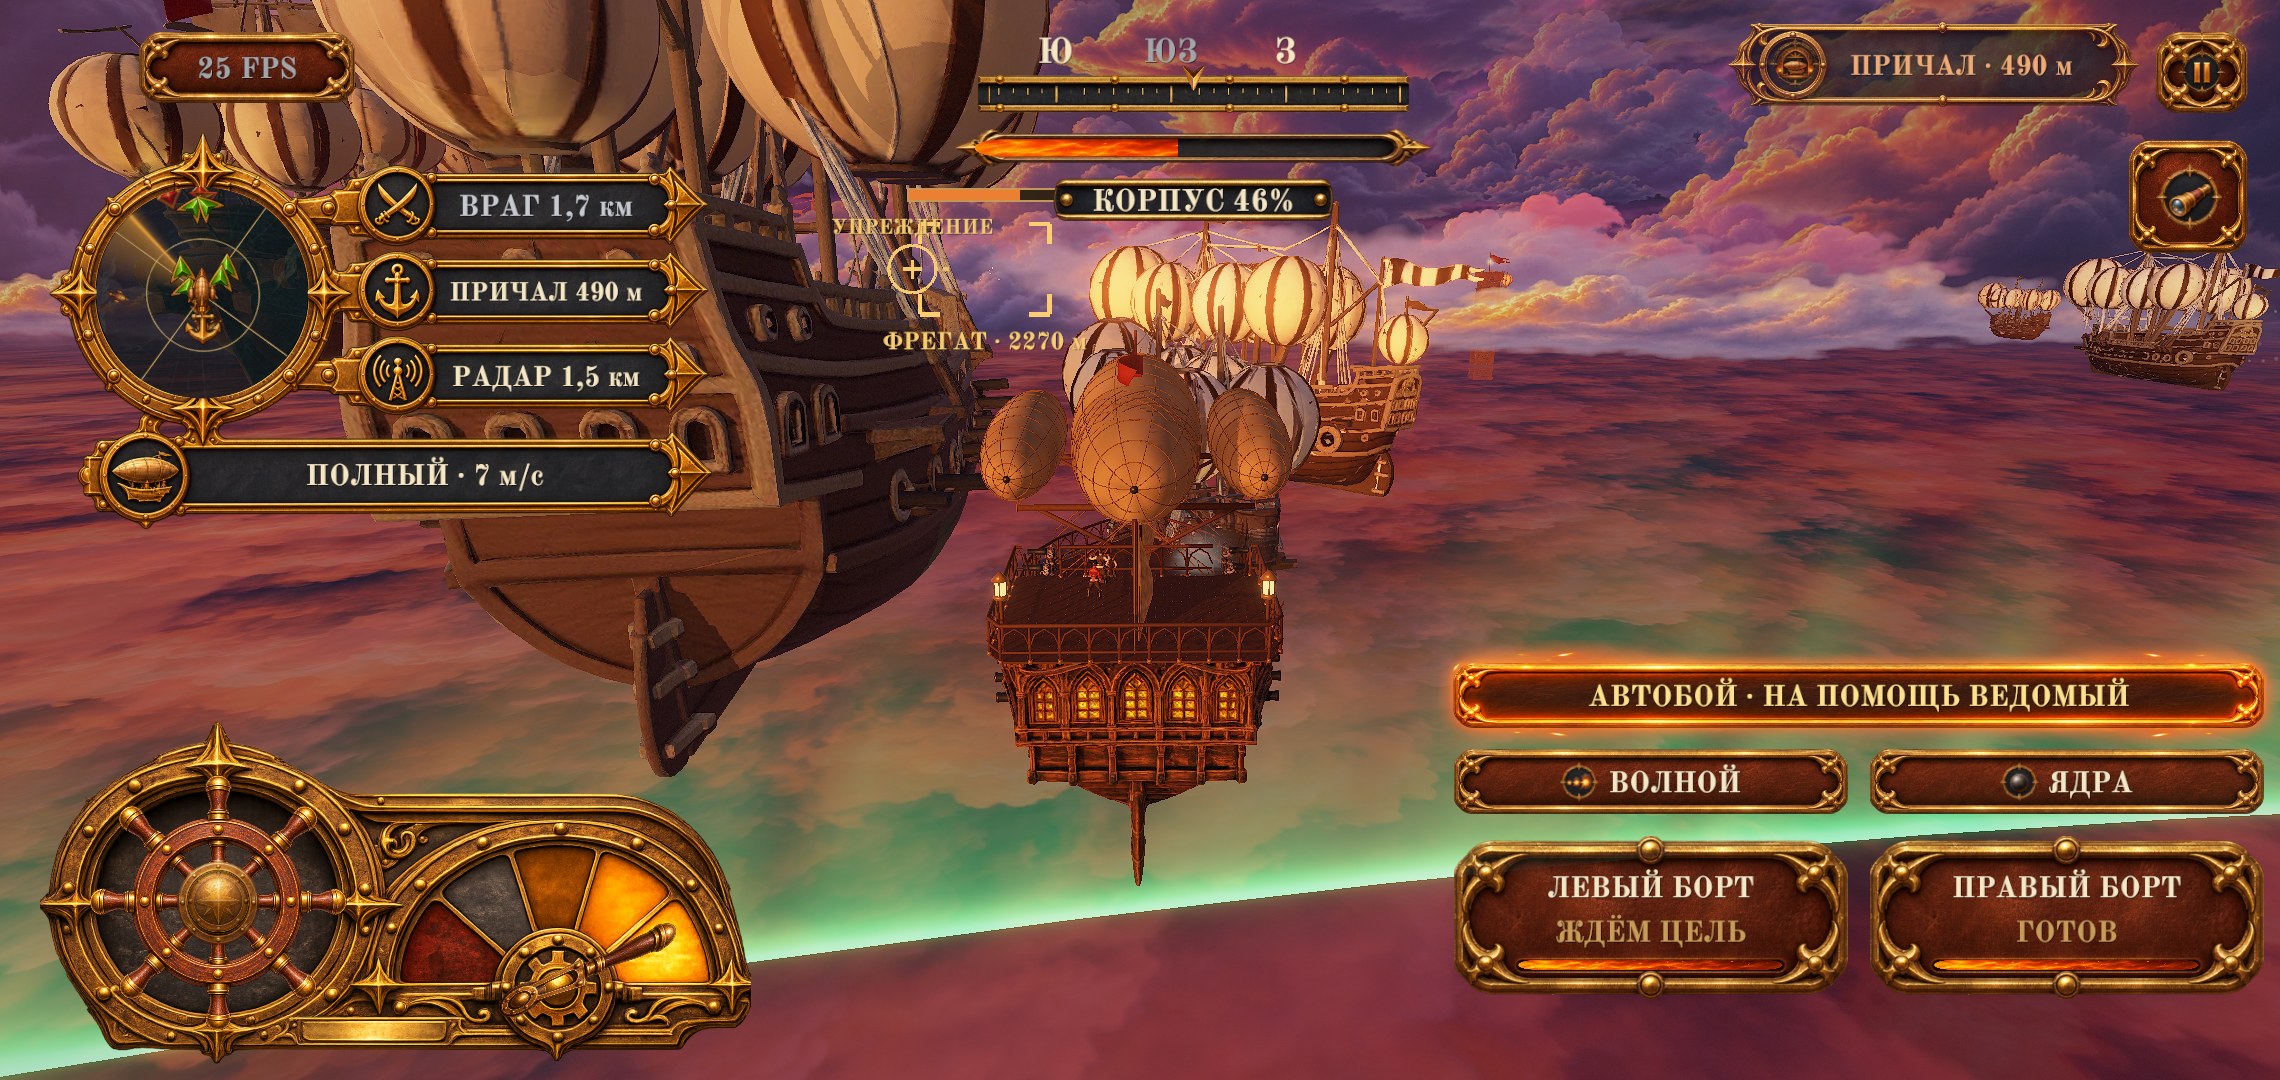 25 FPS
Ю ЮЗ З
ПРИЧАЛ · 490 м
ВРАГ 1,7 км
КОРПУС 46%
УПРЕЖДЕНИЕ
ПРИЧАЛ 490 м
ФРЕГАТ · 2270 м
РАДАР 1,5 км
ПОЛНЫЙ · 7 м/с
АВТОБОЙ · НА ПОМОЩЬ ВЕДОМЫЙ
ВОЛНОЙ
ЯДРА
ЛЕВЫЙ БОРТ
ЖДЁМ ЦЕЛЬ
ПРАВЫЙ БОРТ
ГОТОВ